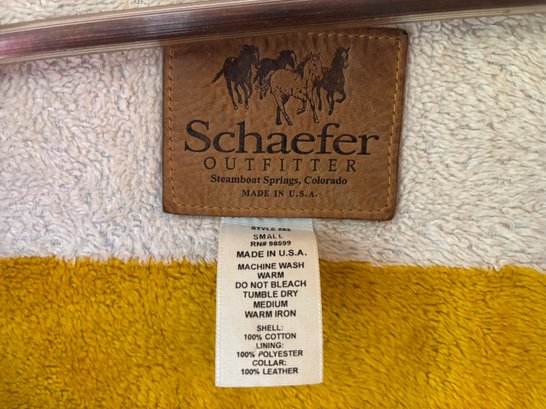 Schaefer
OUTFITTER
Steamboat Springs, Colorado
MADE IN U.S.A.
STYLE
SMALL
RN# 98599
MADE IN U.S.A.
MACHINE WASH
WARM
DO NOT BLEACH
TUMBLE DRY
MEDIUM
WARM IRON
SHELL:
100% COTTON
LINING:
100% POLYESTER
COLLAR:
100% LEATHER